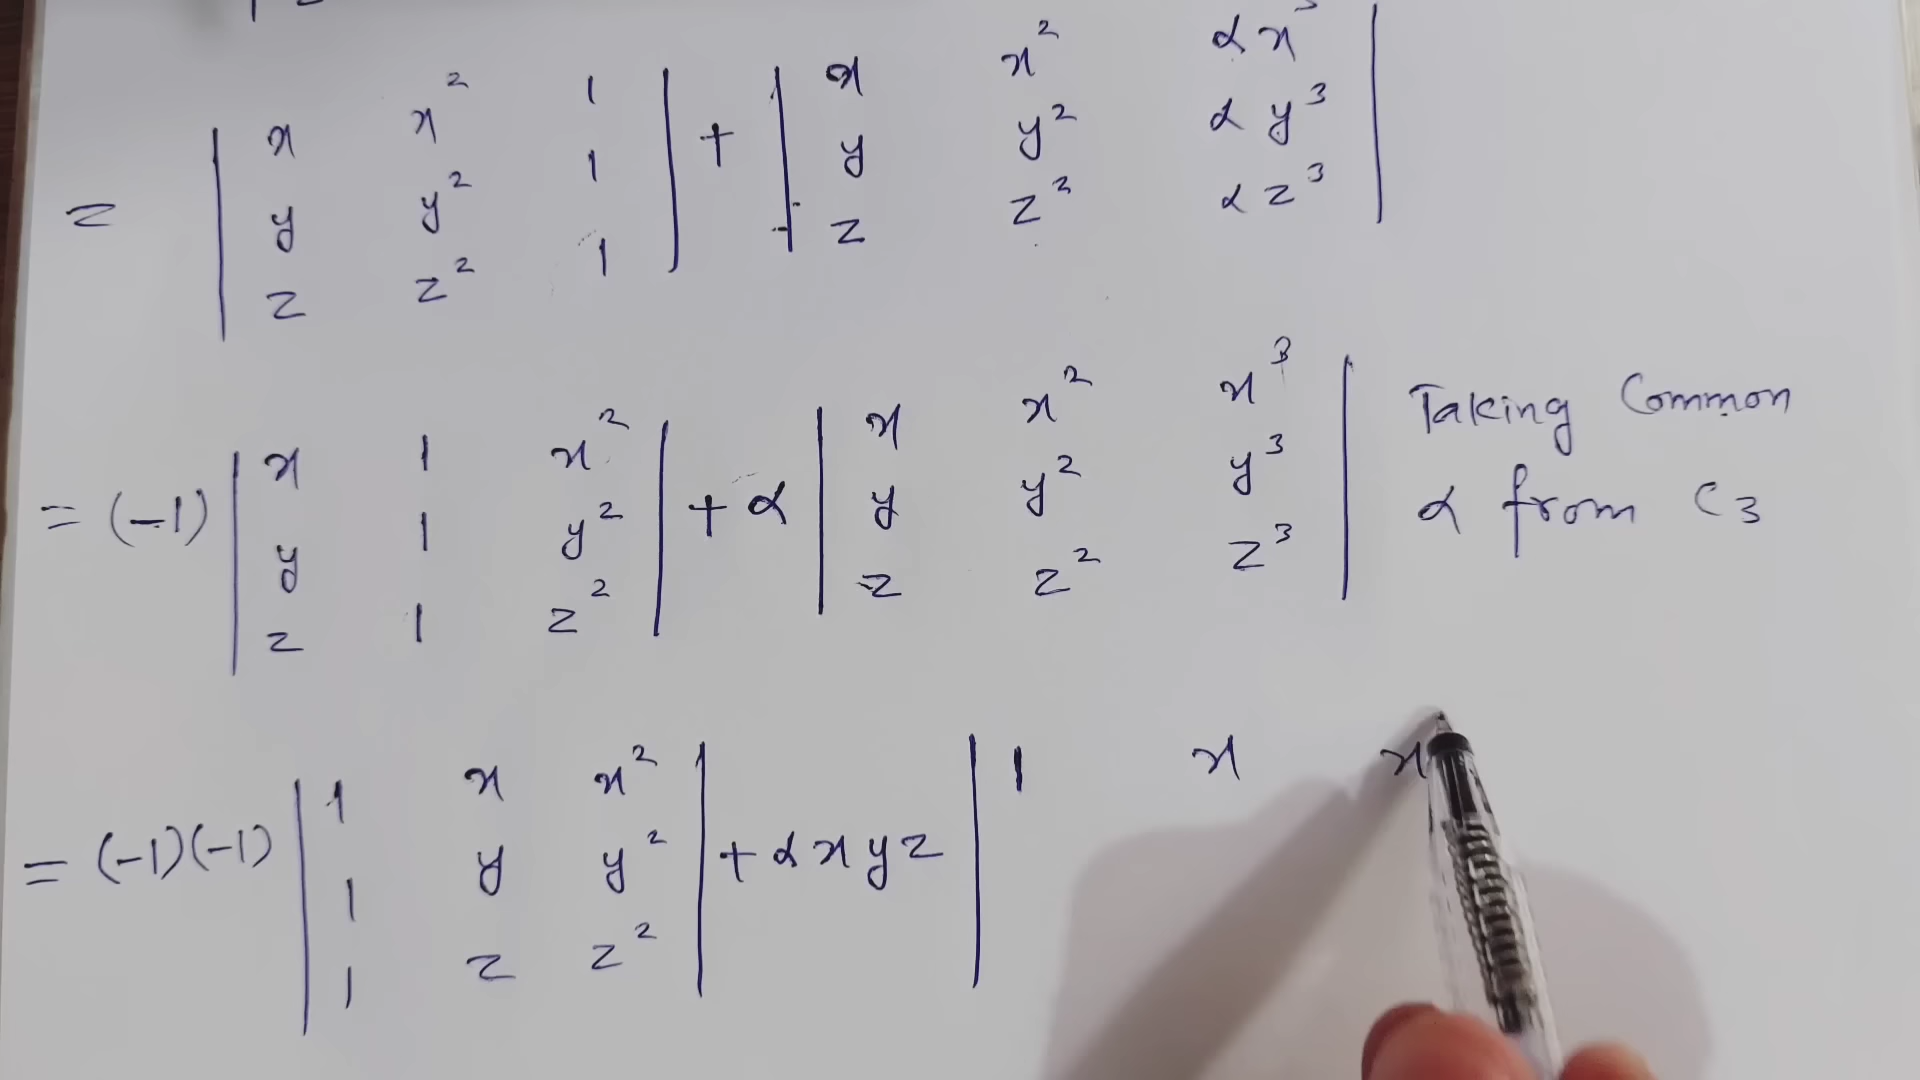 = | x x² 1 | + | x x² αx³ |
| y y² 1 | | y y² αy³ |
| z z² 1 | | z z² αz³ |
= (-1) | x 1 x² | + α | x x² x³ | Taking Common
| y 1 y² | | y y² y³ | α from C3
| z 1 z² | | z z² z³ |
= (-1)(-1) | 1 x x² | + αxyz | 1 x x
| 1 y y² |
| 1 z z² |